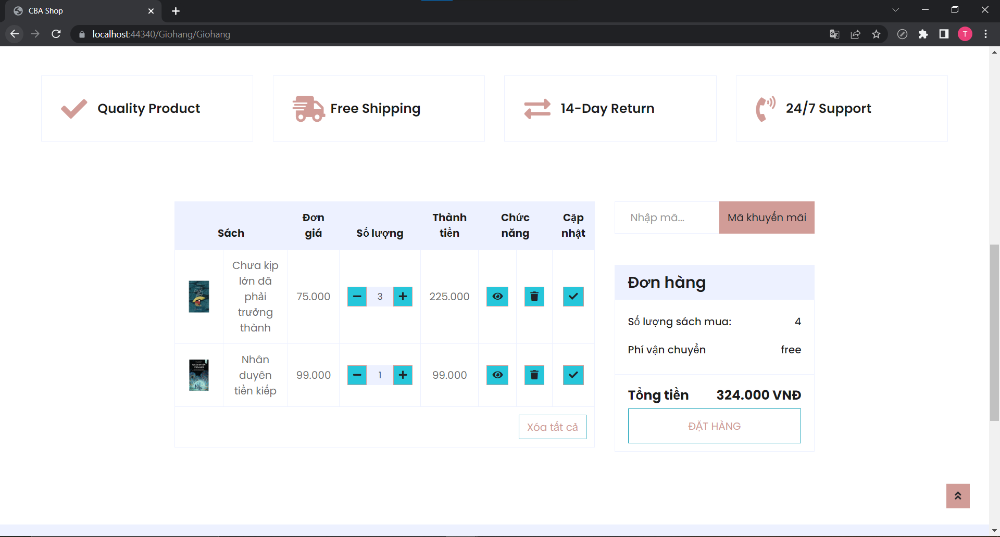 CBA Shop
localhost:44340/Giohang/Giohang
T
Quality Product
Free Shipping
14-Day Return
24/7 Support
Sách
Đơn
giá
Số lượng
Thành
tiền
Chức
năng
Cập
nhật
Chưa kịp
lớn đã
phải
trưởng
thành
75.000
3
225.000
Nhân
duyên
tiền kiếp
99.000
1
99.000
Xóa tất cả
Nhập mã...
Mã khuyến mãi
Đơn hàng
Số lượng sách mua: 4
Phí vận chuyển free
Tổng tiền 324.000 VNĐ
ĐẶT HÀNG